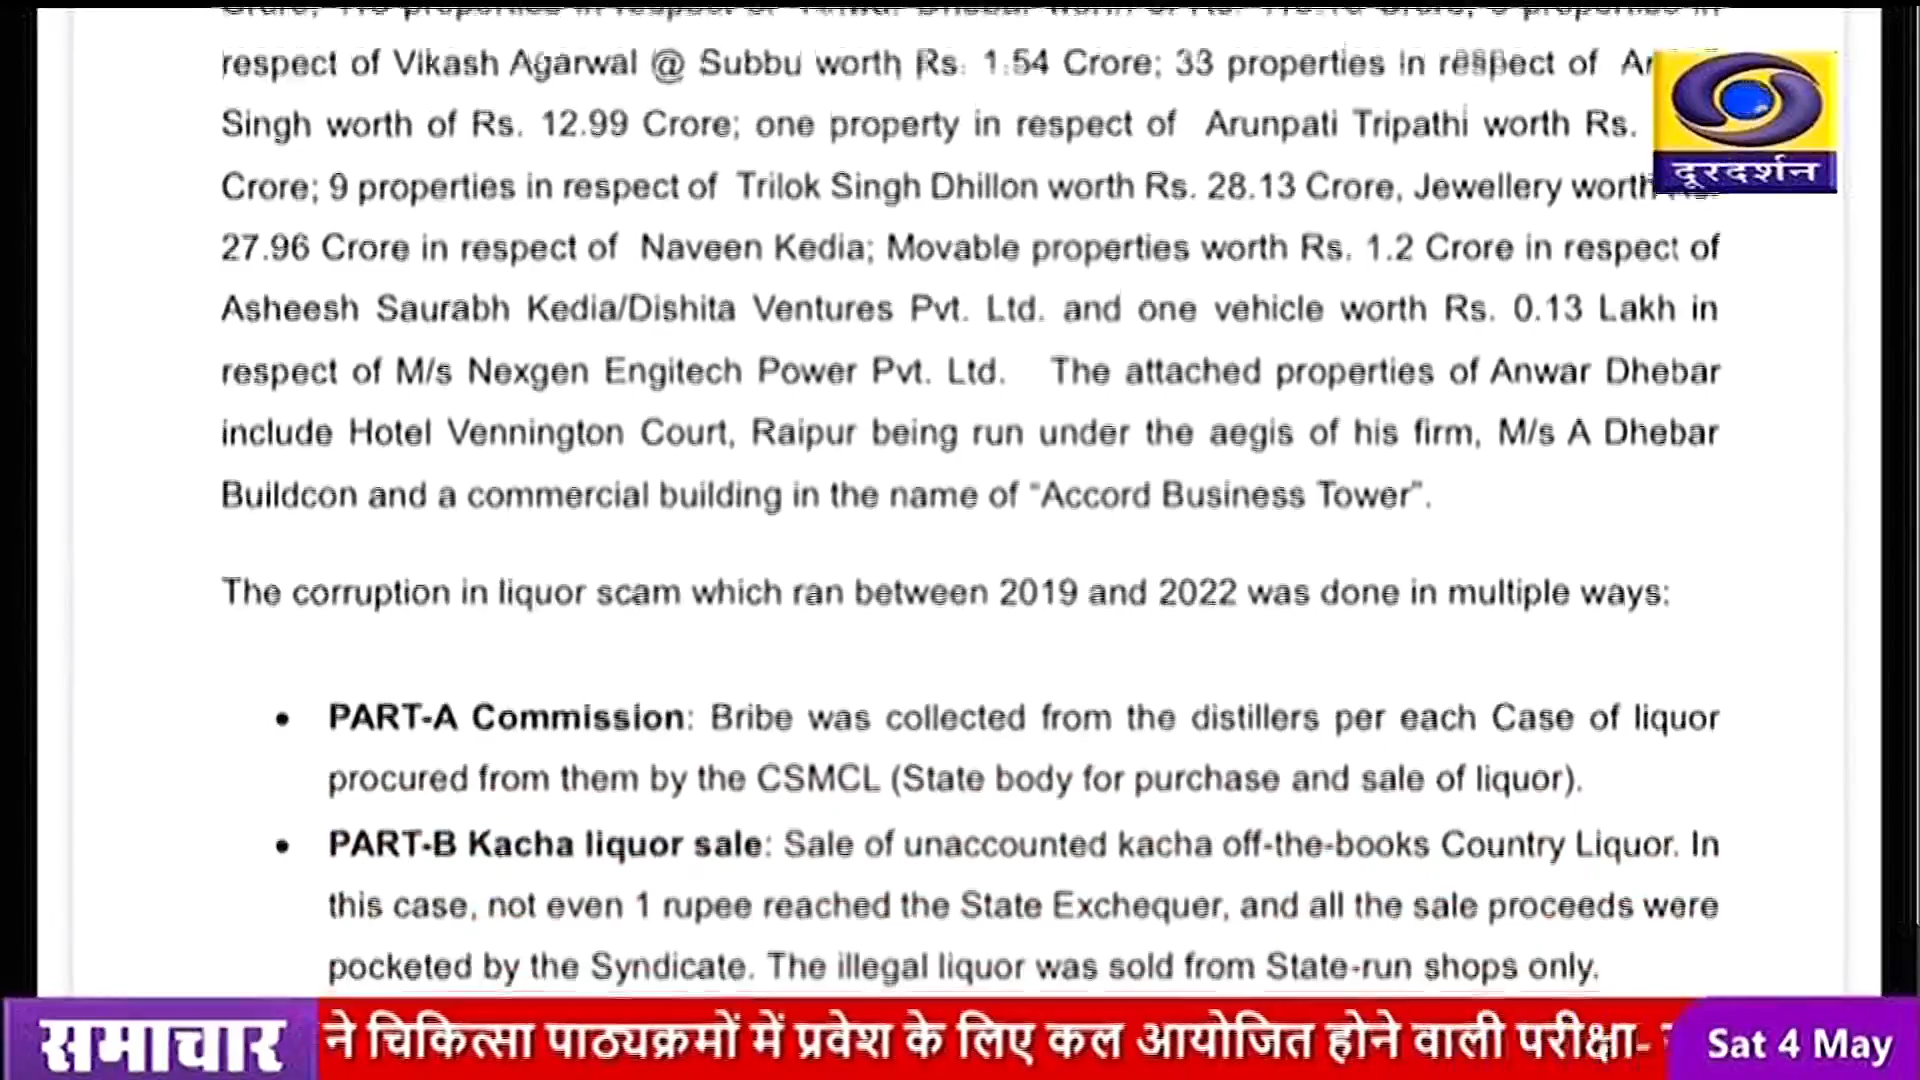 respect of Vikash Agarwal @ Subbu worth Rs. 1.54 Crore; 33 properties in respect of
Singh worth of Rs. 12.99 Crore; one property in respect of Arunpati Tripathi worth Rs.
Crore; 9 properties in respect of Trilok Singh Dhillon worth Rs. 28.13 Crore, Jewellery worth
27.96 Crore in respect of Naveen Kedia; Movable properties worth Rs. 1.2 Crore in respect of
Asheesh Saurabh Kedia/Dishita Ventures Pvt. Ltd. and one vehicle worth Rs. 0.13 Lakh in
respect of M/s Nexgen Engitech Power Pvt. Ltd. The attached properties of Anwar Dhebar
include Hotel Vennington Court, Raipur being run under the aegis of his firm, M/s A Dhebar
Buildcon and a commercial building in the name of “Accord Business Tower”.
The corruption in liquor scam which ran between 2019 and 2022 was done in multiple ways:
• PART-A Commission: Bribe was collected from the distillers per each Case of liquor
procured from them by the CSMCL (State body for purchase and sale of liquor).
• PART-B Kacha liquor sale: Sale of unaccounted kacha off-the-books Country Liquor. In
this case, not even 1 rupee reached the State Exchequer, and all the sale proceeds were
pocketed by the Syndicate. The illegal liquor was sold from State-run shops only.
दूरदर्शन
समाचार ने चिकित्सा पाठ्यक्रमों में प्रवेश के लिए कल आयोजित होने वाली परीक्षा- Sat 4 May